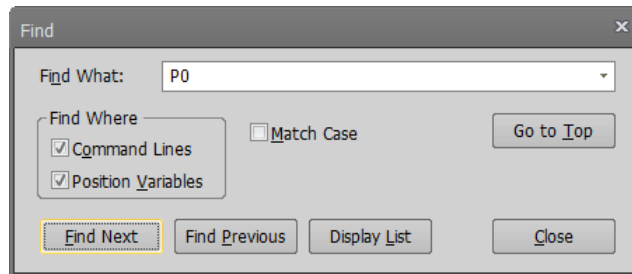 Find
Find What: P0
Find Where
Command Lines
Position Variables
Match Case
Go to Top
Find Next Find Previous Display List Close